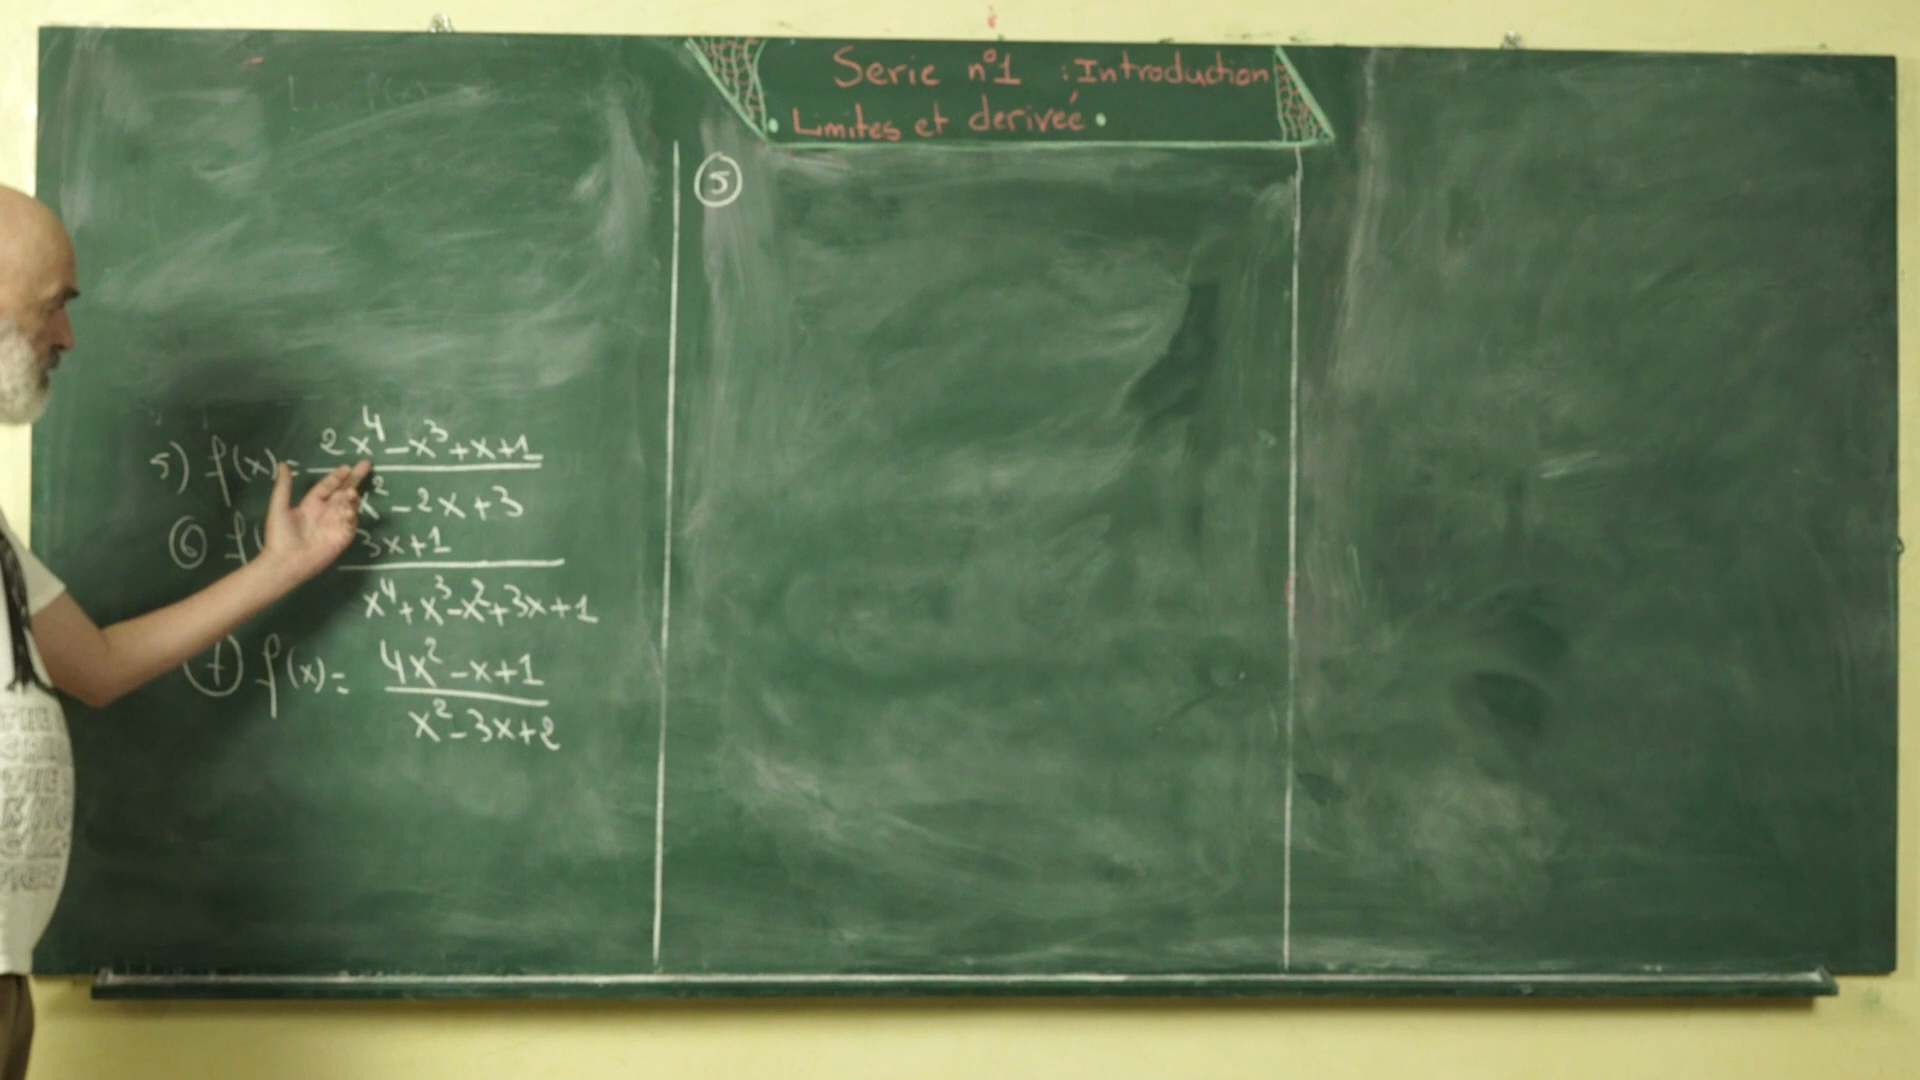 Serie n°1 : Introduction
• Limites et derivée •
⑤
5) f(x) = 2x⁴ - x³ + x + 1
x² - 2x + 3
⑥ f( 3x + 1
x⁴ + x³ - x² + 3x + 1
⑦ f(x) = 4x² - x + 1
x² - 3x + 2